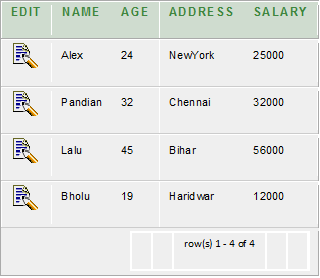 EDIT NAME AGE ADDRESS SALARY
Alex 24 NewYork 25000
Pandian 32 Chennai 32000
Lalu 45 Bihar 56000
Bholu 19 Haridwar 12000
row(s) 1 - 4 of 4